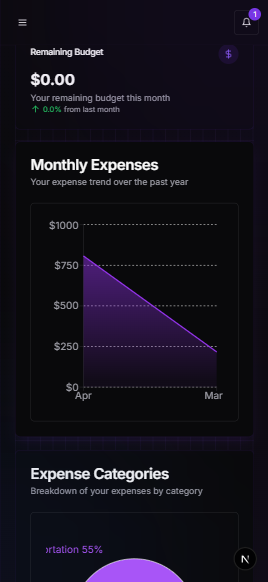 1
Remaining Budget
$
$0.00
Your remaining budget this month
↑ 0.0% from last month
Monthly Expenses
Your expense trend over the past year
$1000
$750
$500
$250
$0
Apr Mar
Expense Categories
Breakdown of your expenses by category
N
ortation 55%